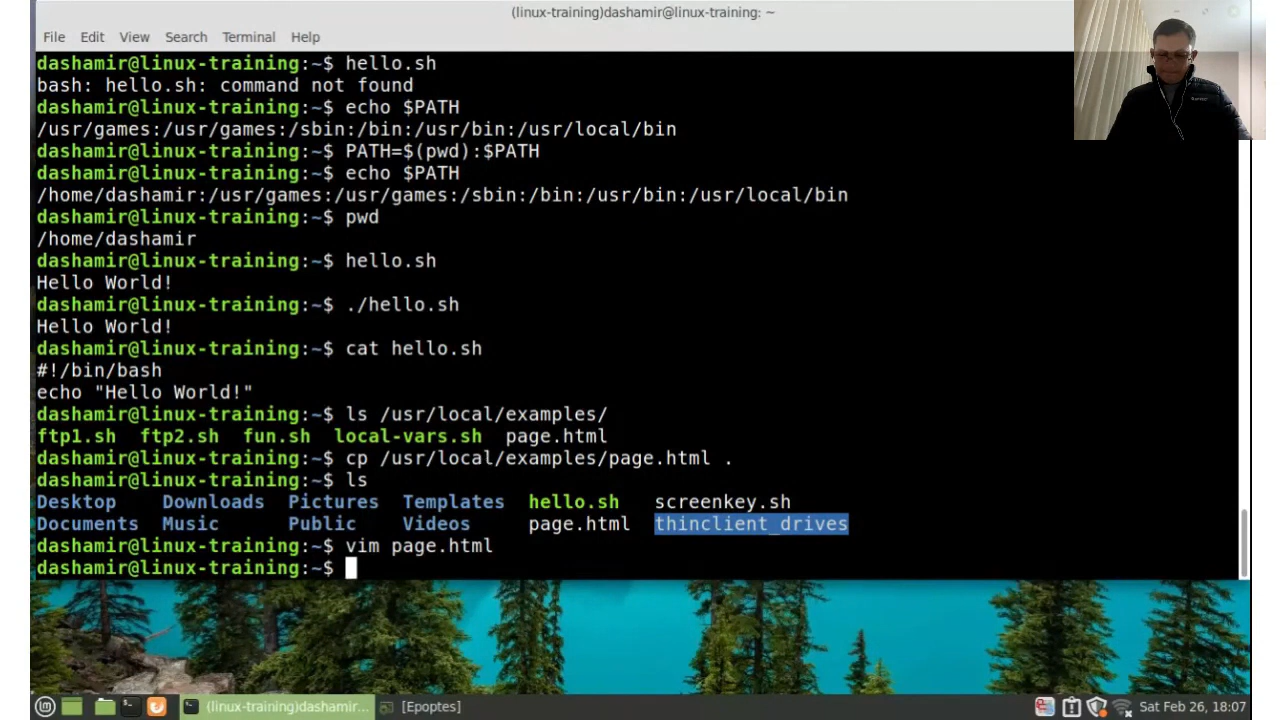 (linux-training)dashamir@linux-training: ~
File Edit View Search Terminal Help
dashamir@linux-training:~$ hello.sh
bash: hello.sh: command not found
dashamir@linux-training:~$ echo $PATH
/usr/games:/usr/games:/sbin:/bin:/usr/bin:/usr/local/bin
dashamir@linux-training:~$ PATH=$(pwd):$PATH
dashamir@linux-training:~$ echo $PATH
/home/dashamir:/usr/games:/usr/games:/sbin:/bin:/usr/bin:/usr/local/bin
dashamir@linux-training:~$ pwd
/home/dashamir
dashamir@linux-training:~$ hello.sh
Hello World!
dashamir@linux-training:~$ ./hello.sh
Hello World!
dashamir@linux-training:~$ cat hello.sh
#!/bin/bash
echo "Hello World!"
dashamir@linux-training:~$ ls /usr/local/examples/
ftp1.sh ftp2.sh fun.sh local-vars.sh page.html
dashamir@linux-training:~$ cp /usr/local/examples/page.html .
dashamir@linux-training:~$ ls
Desktop Downloads Pictures Templates hello.sh screenkey.sh
Documents Music Public Videos page.html thinclient_drives
dashamir@linux-training:~$ vim page.html
dashamir@linux-training:~$
(linux-training)dashamir... [Epoptes] Sat Feb 26, 18:07